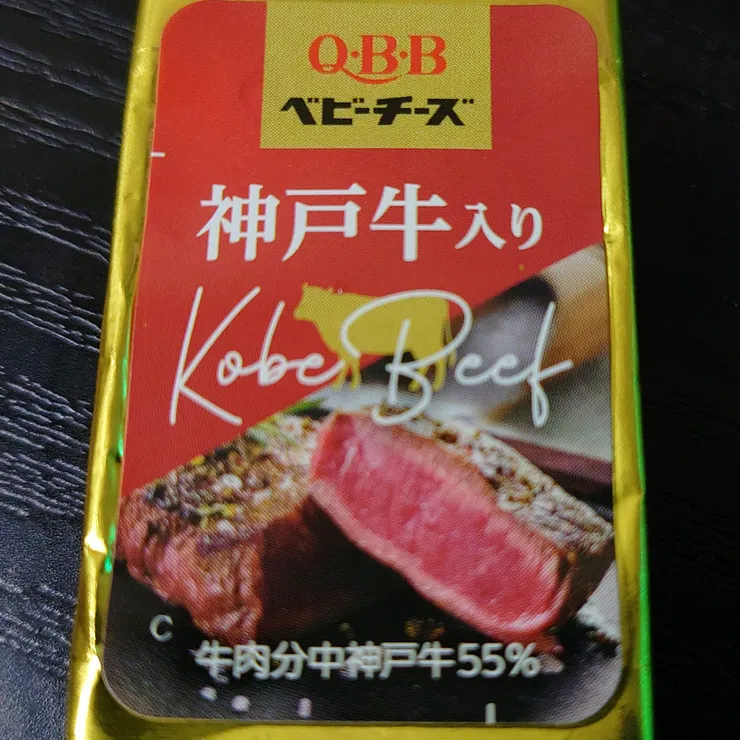 Q・B・B
ベビーチーズ
神戸牛入り
Kobe Beef
C
牛肉分中神戸牛55%